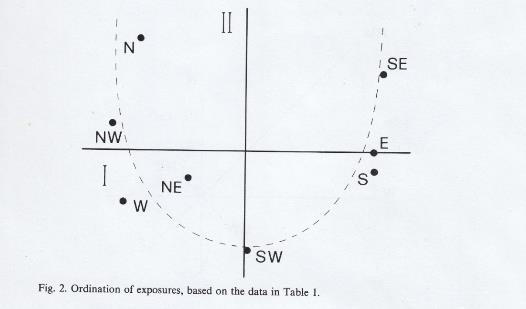 II
N
SE
NW
E
I
NE
S
W
SW
Fig. 2. Ordination of exposures, based on the data in Table 1.